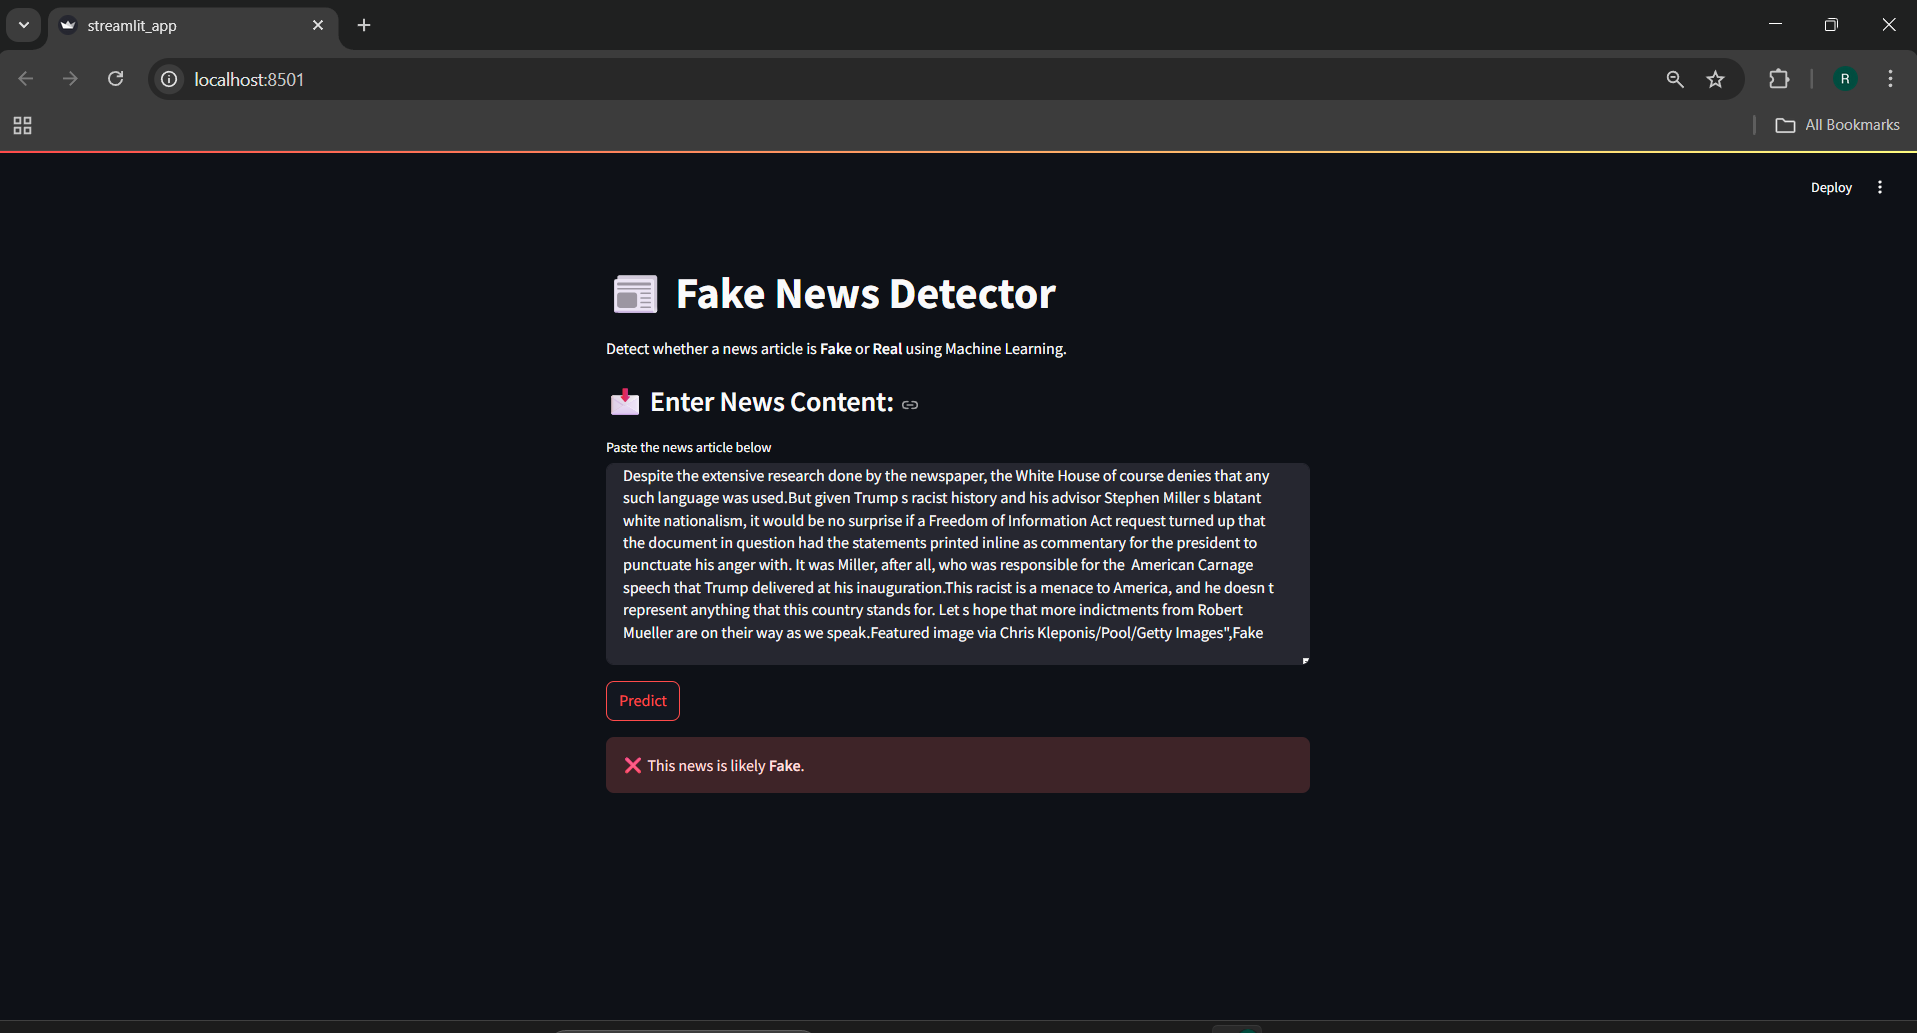 streamlit_app
localhost:8501
R
All Bookmarks
Deploy
Fake News Detector
Detect whether a news article is Fake or Real using Machine Learning.
Enter News Content:
Paste the news article below
Despite the extensive research done by the newspaper, the White House of course denies that any
such language was used.But given Trump s racist history and his advisor Stephen Miller s blatant
white nationalism, it would be no surprise if a Freedom of Information Act request turned up that
the document in question had the statements printed inline as commentary for the president to
punctuate his anger with. It was Miller, after all, who was responsible for the  American Carnage
speech that Trump delivered at his inauguration.This racist is a menace to America, and he doesn t
represent anything that this country stands for. Let s hope that more indictments from Robert
Mueller are on their way as we speak.Featured image via Chris Kleponis/Pool/Getty Images",Fake
Predict
This news is likely Fake.